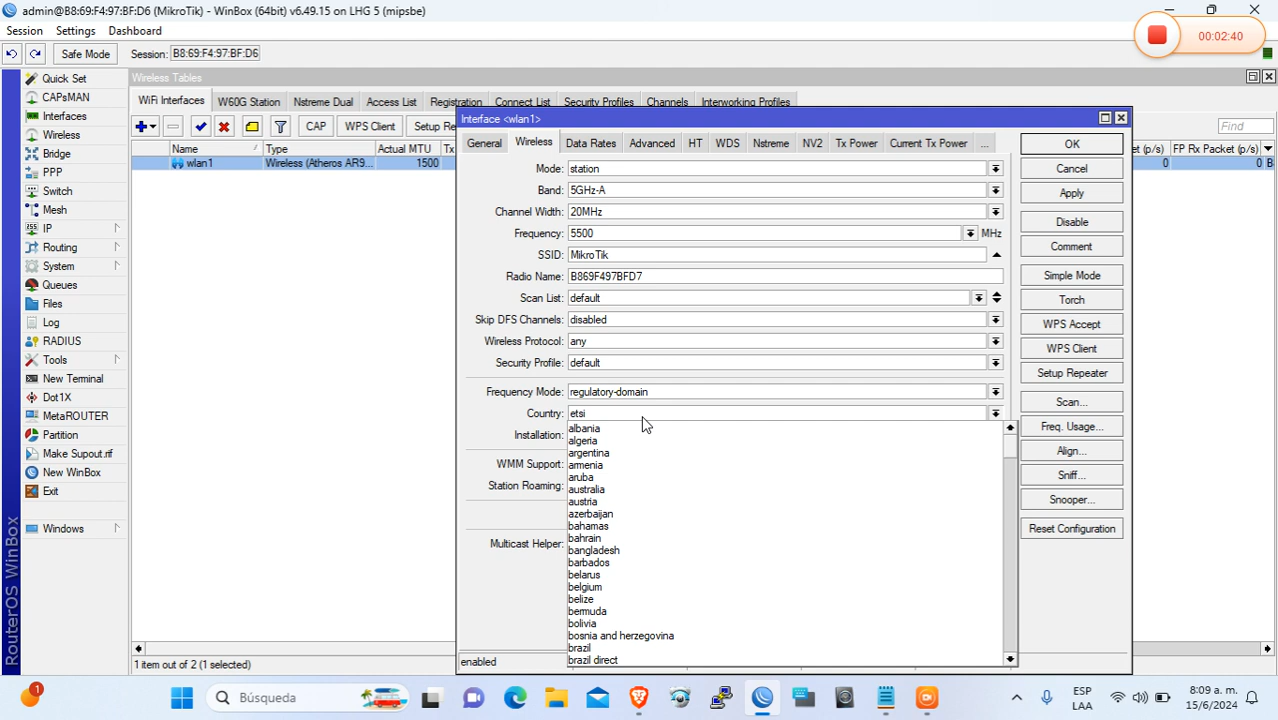 admin@B8:69:F4:97:BF:D6 (MikroTik) - WinBox (64bit) v6.49.15 on LHG 5 (mipsbe)
00:02:40
Session Settings Dashboard
Safe Mode Session: B8:69:F4:97:BF:D6
Quick Set
CAPsMAN
Interfaces
Wireless
Bridge
PPP
Switch
Mesh
IP
Routing
System
Queues
Files
Log
RADIUS
Tools
New Terminal
Dot1X
MetaROUTER
Partition
Make Supout.rif
New WinBox
Exit
Windows
RouterOS WinBox
Wireless Tables
WiFi Interfaces W60G Station Nstreme Dual Access List Registration Connect List Security Profiles Channels Interworking Profiles
CAP WPS Client Setup Re
Find
Name Type Actual MTU Tx
wlan1 Wireless (Atheros AR9... 1500
et (p/s) FP Rx Packet (p/s)
0 0 B
1 item out of 2 (1 selected)
Interface <wlan1>
General Wireless Data Rates Advanced HT WDS Nstreme NV2 Tx Power Current Tx Power ...
Mode: station
Band: 5GHz-A
Channel Width: 20MHz
Frequency: 5500 MHz
SSID: MikroTik
Radio Name: B869F497BFD7
Scan List: default
Skip DFS Channels: disabled
Wireless Protocol: any
Security Profile: default
Frequency Mode: regulatory-domain
Country: etsi
Installation:
WMM Support:
Station Roaming:
Multicast Helper:
albania
algeria
argentina
armenia
aruba
australia
austria
azerbaijan
bahamas
bahrain
bangladesh
barbados
belarus
belgium
belize
bermuda
bolivia
bosnia and herzegovina
brazil
brazil direct
enabled
OK
Cancel
Apply
Disable
Comment
Simple Mode
Torch
WPS Accept
WPS Client
Setup Repeater
Scan...
Freq. Usage...
Align...
Sniff...
Snooper...
Reset Configuration
1
Búsqueda
ESP
LAA
8:09 a. m.
15/6/2024